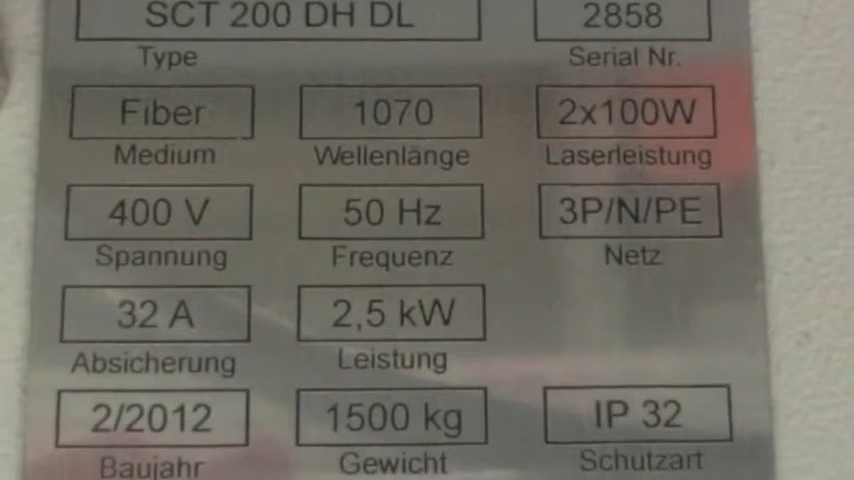 SCT 200 DH DL 2858
Type Serial Nr.
Fiber 1070 2x100W
Medium Wellenlänge Laserleistung
400 V 50 Hz 3P/N/PE
Spannung Frequenz Netz
32 A 2,5 kW
Absicherung Leistung
2/2012 1500 kg IP 32
Baujahr Gewicht Schutzart